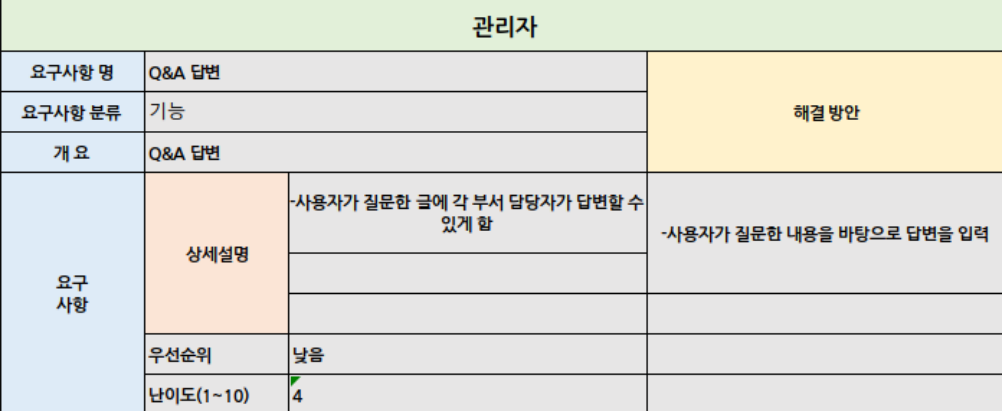 관리자
요구사항 명
Q&A 답변
요구사항 분류
기능
해결 방안
개 요
Q&A 답변
요구
사항
상세설명
-사용자가 질문한 글에 각 부서 담당자가 답변할 수
있게 함
-사용자가 질문한 내용을 바탕으로 답변을 입력
우선순위
낮음
난이도(1~10)
4